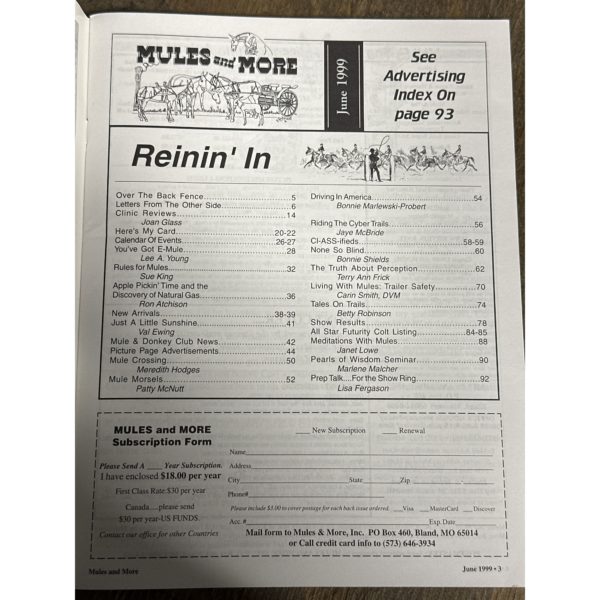 MULES and MORE
June 1999
See
Advertising
Index On
page 93
Reinin' In
Over The Back Fence.....5
Letters From The Other Side.....6
Clinic Reviews.....14
Joan Glass
Here's My Card.....20-22
Calendar Of Events.....26-27
You've Got E-Mule.....28
Lee A. Young
Rules for Mules.....32
Sue King
Apple Pickin' Time and the
Discovery of Natural Gas.....36
Ron Atchison
New Arrivals.....38-39
Just A Little Sunshine.....41
Val Ewing
Mule & Donkey Club News.....42
Picture Page Advertisements.....44
Mule Crossing.....50
Meredith Hodges
Mule Morsels.....52
Patty McNutt
Driving In America.....54
Bonnie Marlewski-Probert
Riding The Cyber Trails.....56
Jaye McBride
Cl-ASS-ifieds.....58-59
None So Blind.....60
Bonnie Shields
The Truth About Perception.....62
Terry Ann Frick
Living With Mules: Trailer Safety.....70
Carin Smith, DVM
Tales On Trails.....74
Betty Robinson
Show Results.....78
All Star Futurity Colt Listing.....84-85
Meditations With Mules.....88
Janet Lowe
Pearls of Wisdom Seminar.....90
Marlene Malcher
Prep Talk....For the Show Ring.....92
Lisa Fergason
MULES and MORE
Subscription Form
Please Send A ____ Year Subscription.
I have enclosed $18.00 per year
First Class Rate:$30 per year
Canada....please send
$30 per year-US FUNDS.
Contact our office for other Countries
____ New Subscription ____ Renewal
Name
Address
City State Zip
Phone#
Please include $5.00 to cover postage for each back issue ordered. __Visa __MasterCard __Discover
Acc. # Exp. Date
Mail form to Mules & More, Inc. PO Box 460, Bland, MO 65014
or Call credit card info to (573) 646-3934
Mules and More
June 1999 • 3